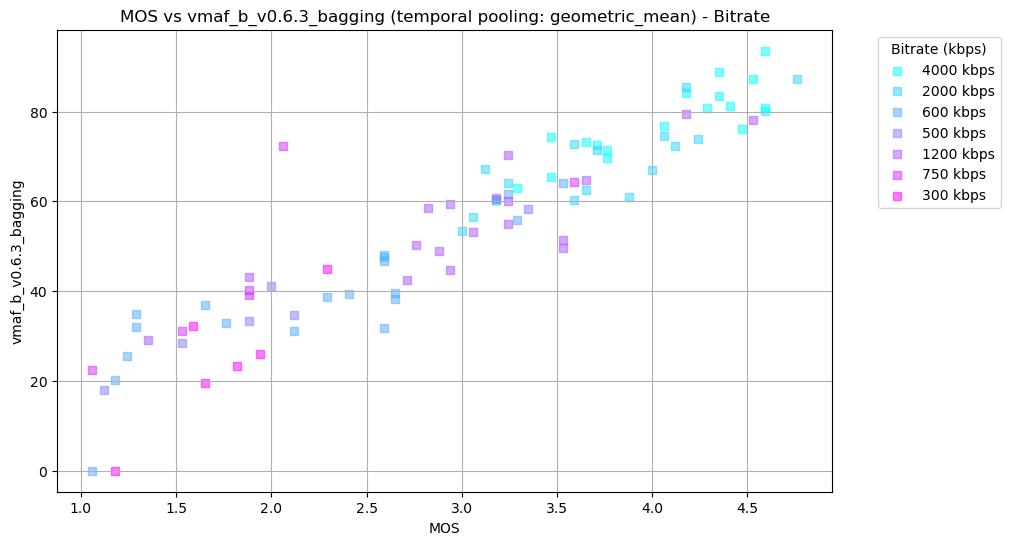 MOS vs vmaf_b_v0.6.3_bagging (temporal pooling: geometric_mean) - Bitrate
Bitrate (kbps)
4000 kbps
2000 kbps
600 kbps
500 kbps
1200 kbps
750 kbps
300 kbps
vmaf_b_v0.6.3_bagging
80
60
40
20
0
1.0 1.5 2.0 2.5 3.0 3.5 4.0 4.5
MOS